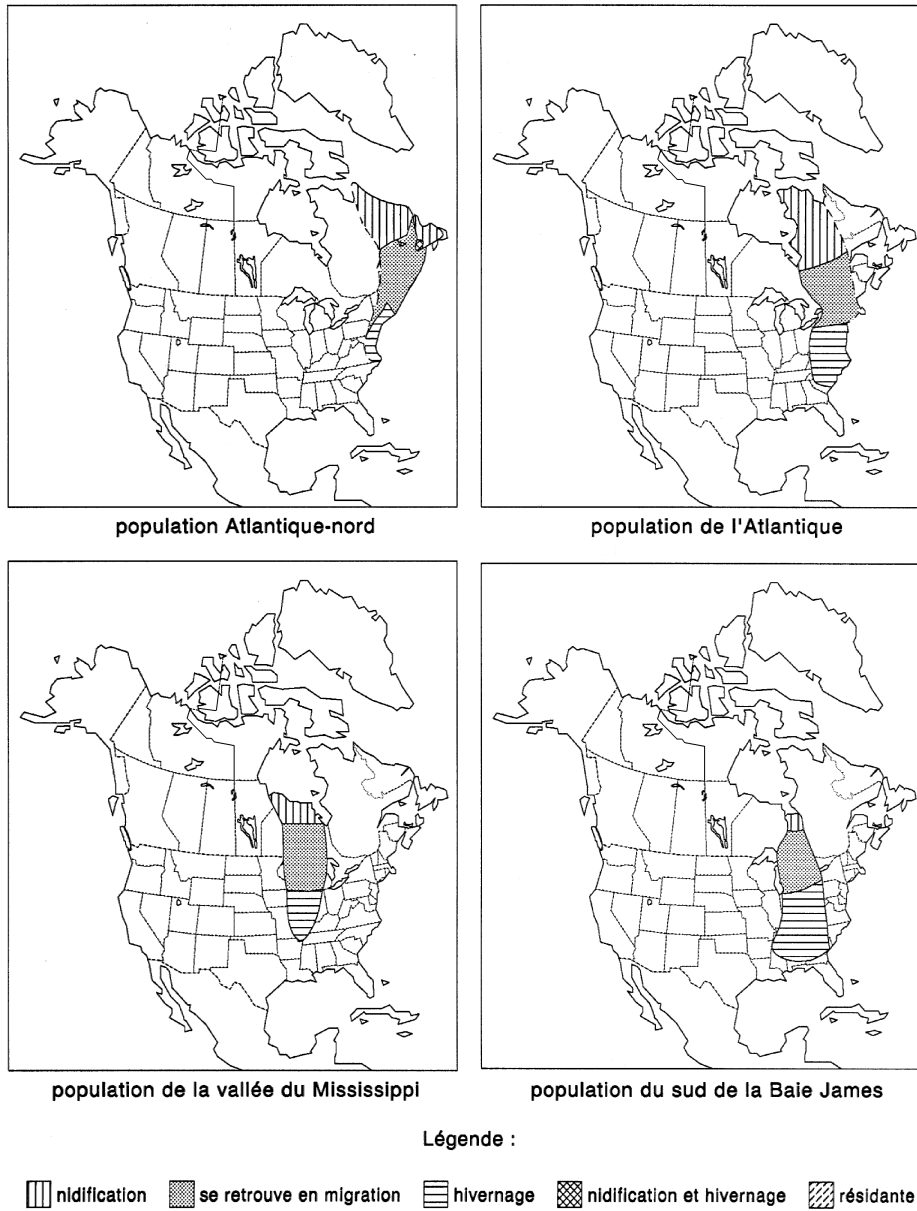 population Atlantique-nord
population de l'Atlantique
population de la vallée du Mississippi
population du sud de la Baie James
Légende :
nidification
se retrouve en migration
hivernage
nidification et hivernage
résidante